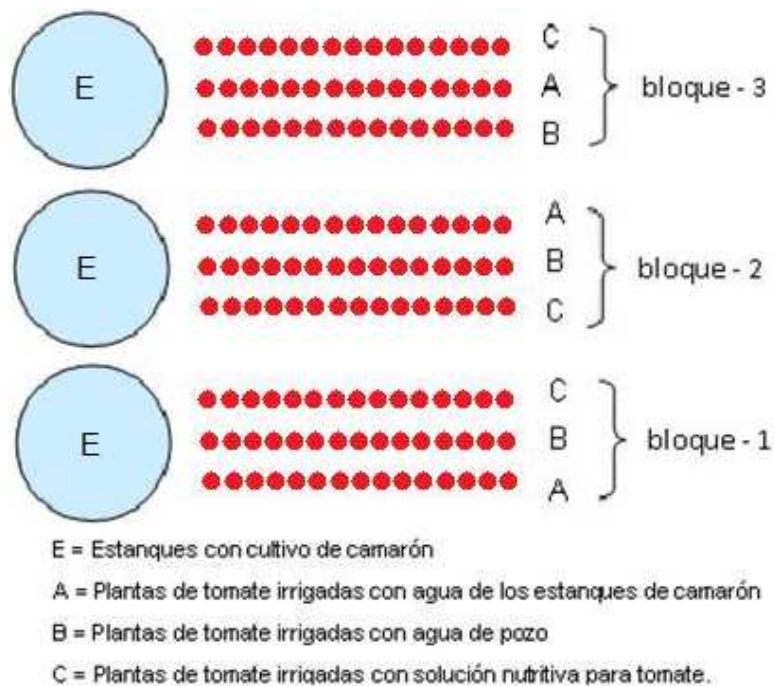 E
C
A
B
bloque - 3
E
A
B
C
bloque - 2
E
C
B
A
bloque - 1
E = Estanques con cultivo de camarón
A = Plantas de tomate irrigadas con agua de los estanques de camarón
B = Plantas de tomate irrigadas con agua de pozo
C = Plantas de tomate irrigadas con solución nutritiva para tomate.